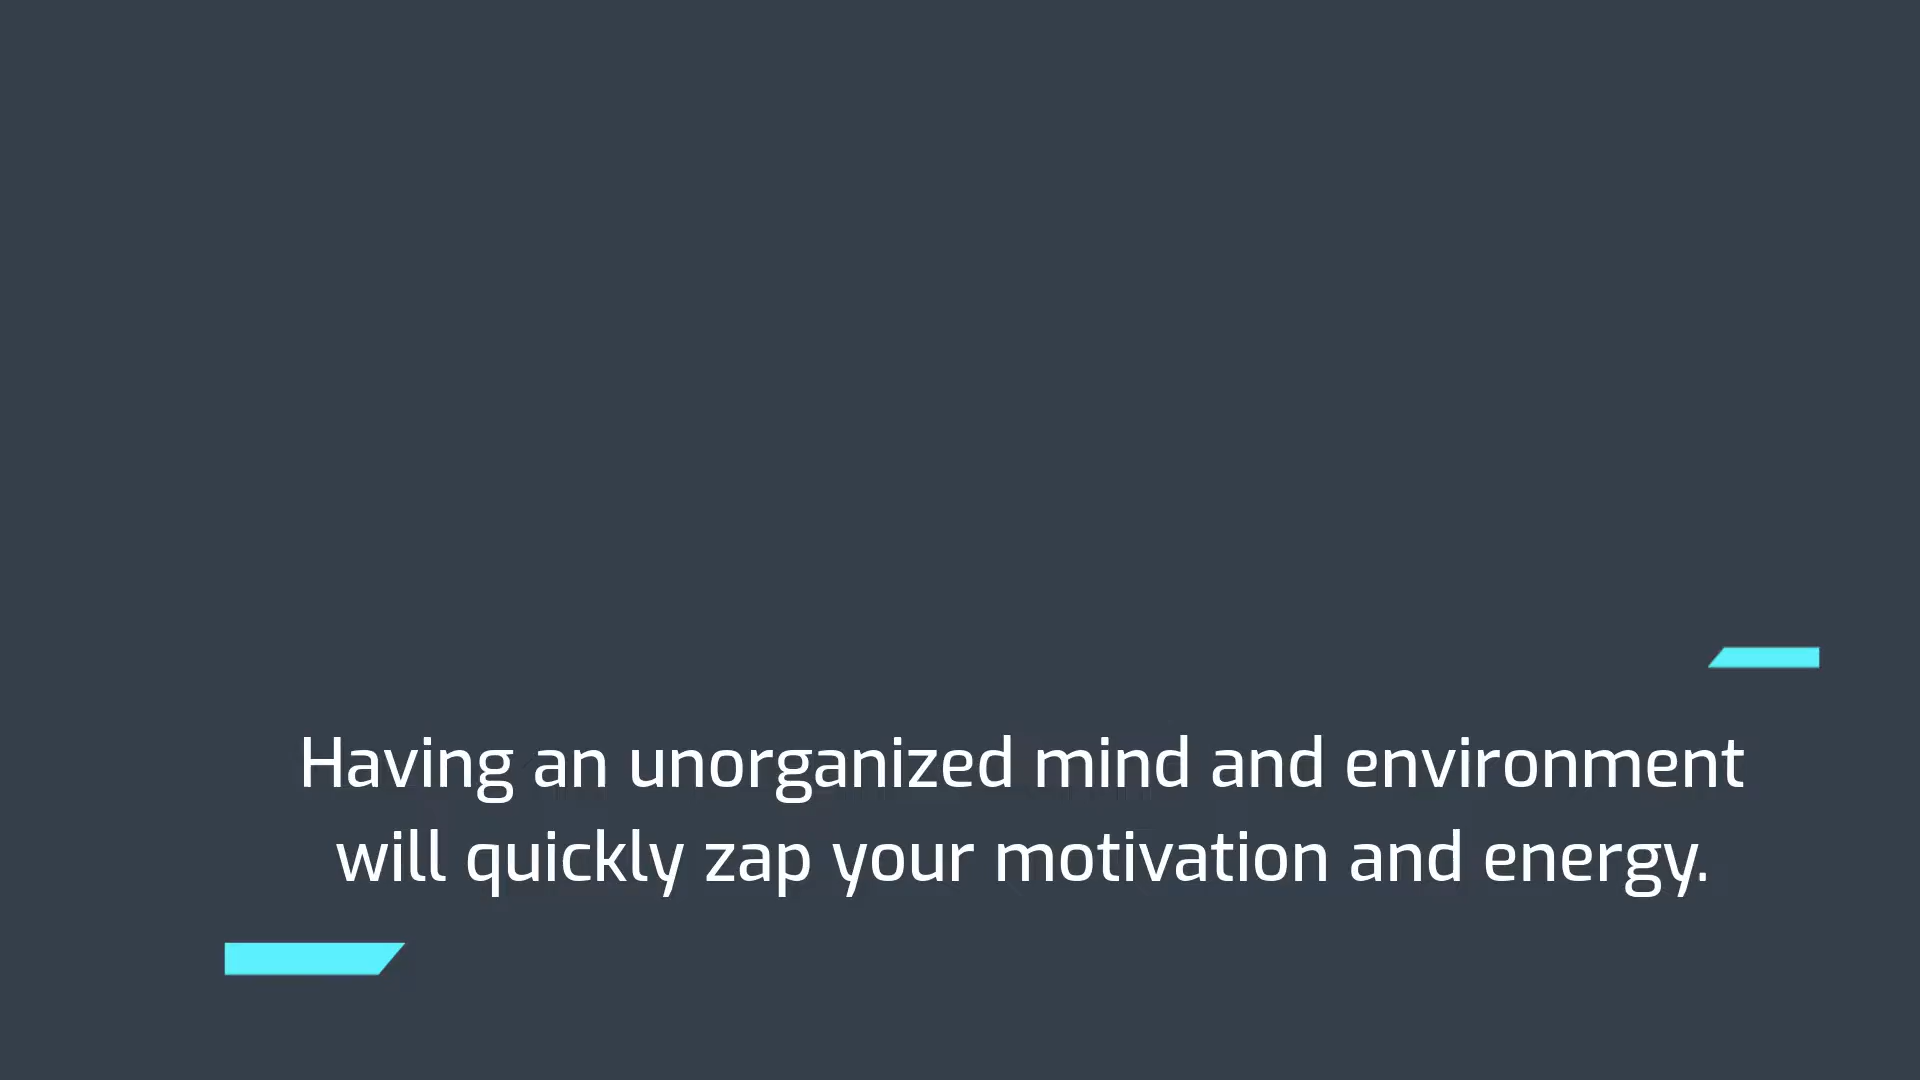 Having an unorganized mind and environment
will quickly zap your motivation and energy.